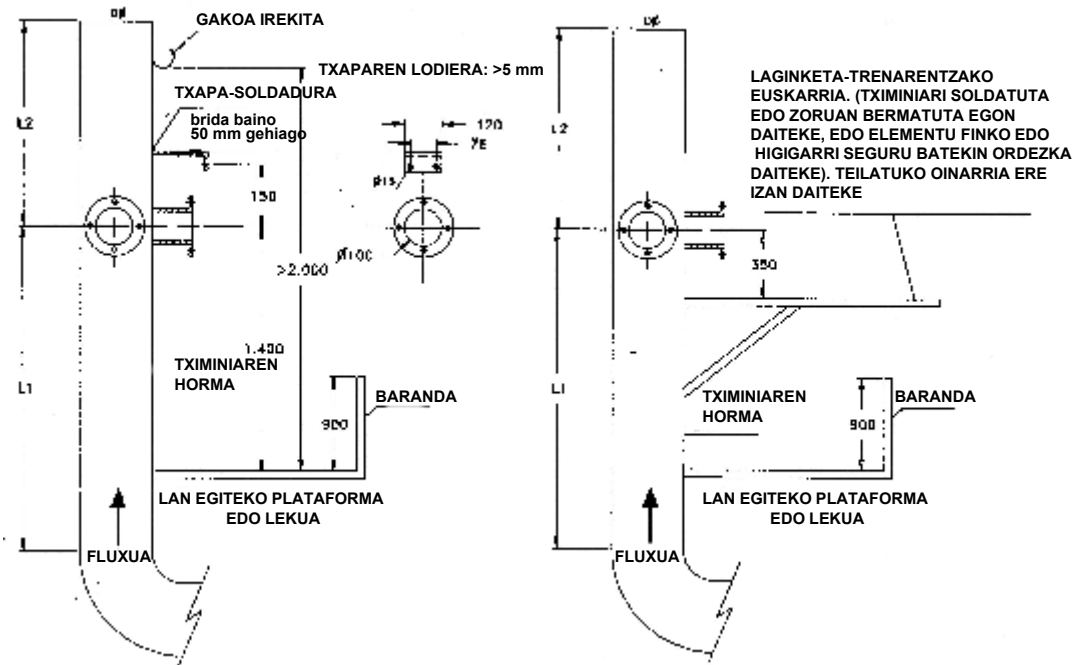 GAKOA IREKITA
TXAPAREN LODIERA: >5 mm
TXAPA-SOLDADURA
brida baino
50 mm gehiago
L2
150
120
Ø100
>2.000
1.400
TXIMINIAREN
HORMA
L1
900
BARANDA
LAN EGITEKO PLATAFORMA
EDO LEKUA
FLUXUA
LAGINKETA-TRENARENTZAKO
EUSKARRIA. (TXIMINIARI SOLDATUTA
EDO ZORUAN BERMATUTA EGON
DAITEKE, EDO ELEMENTU FINKO EDO
HIGIGARRI SEGURU BATEKIN ORDEZKA
DAITEKE). TEILATUKO OINARRIA ERE
IZAN DAITEKE
L2
350
L1
TXIMINIAREN
HORMA
900
BARANDA
LAN EGITEKO PLATAFORMA
EDO LEKUA
FLUXUA